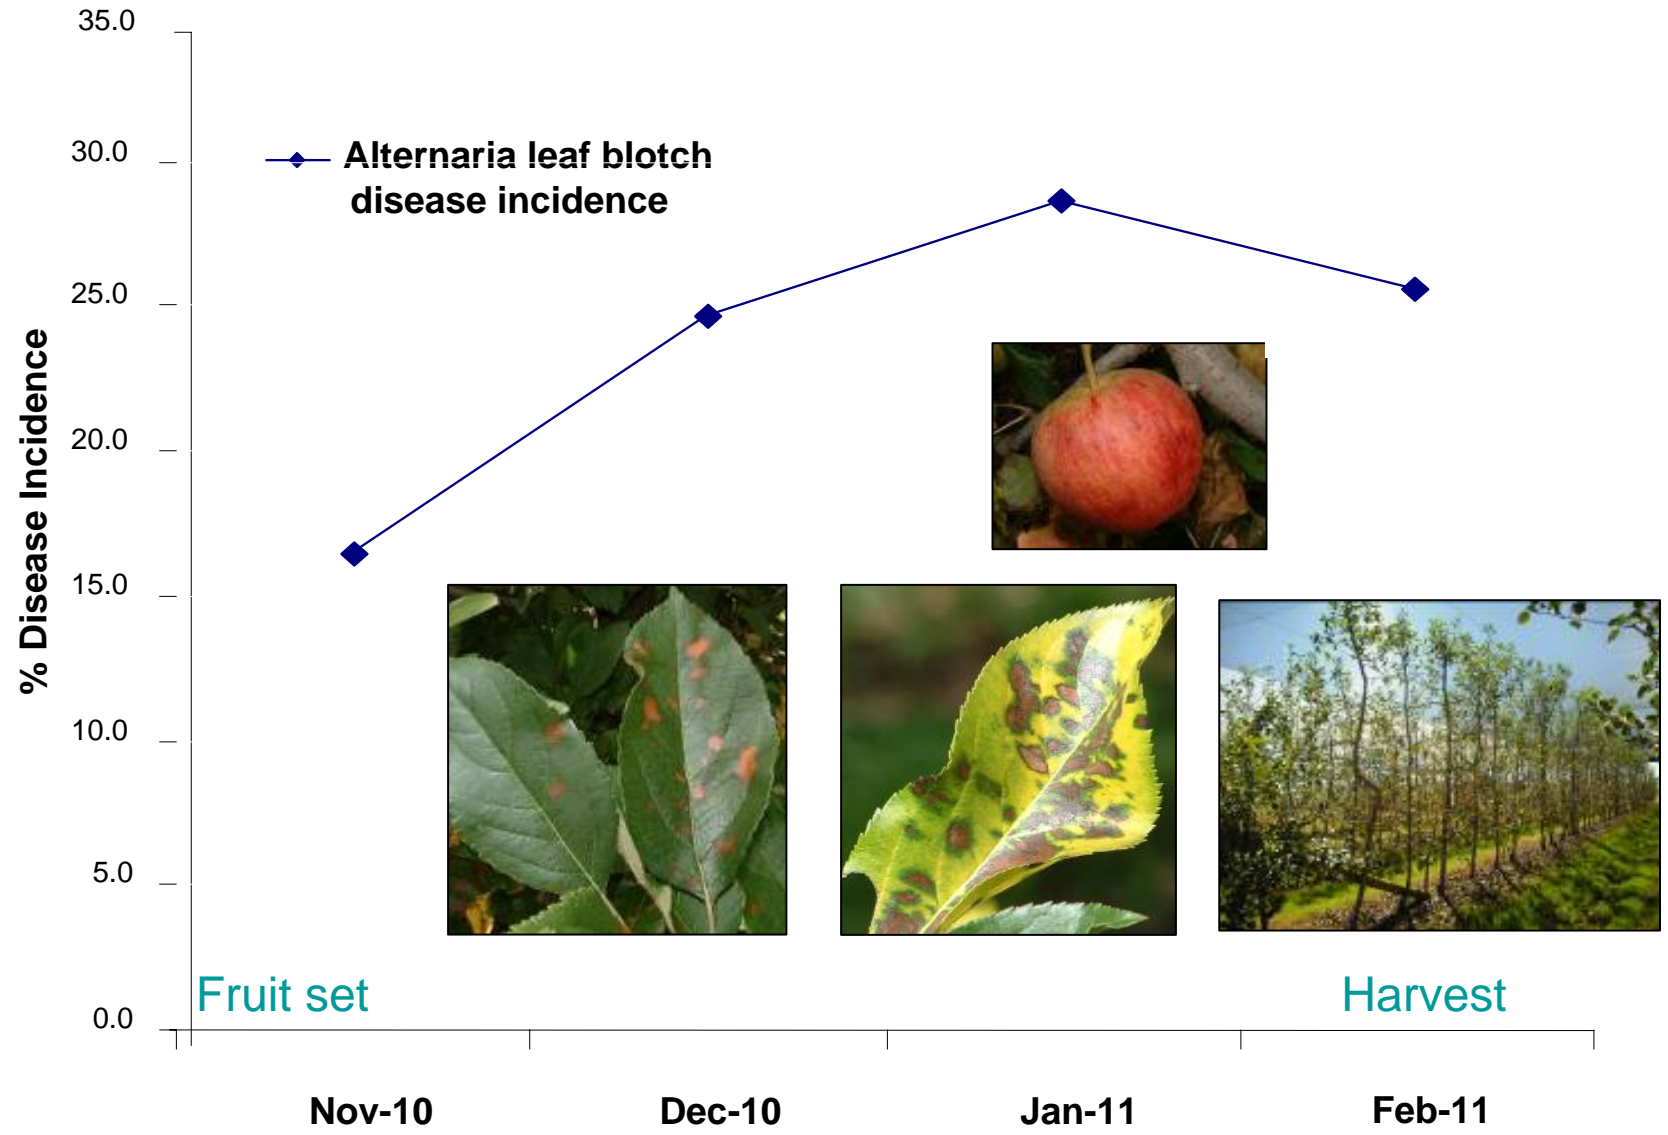 35.0
30.0
25.0
20.0
15.0
10.0
5.0
0.0
% Disease Incidence
Alternaria leaf blotch
disease incidence
Fruit set
Harvest
Nov-10
Dec-10
Jan-11
Feb-11